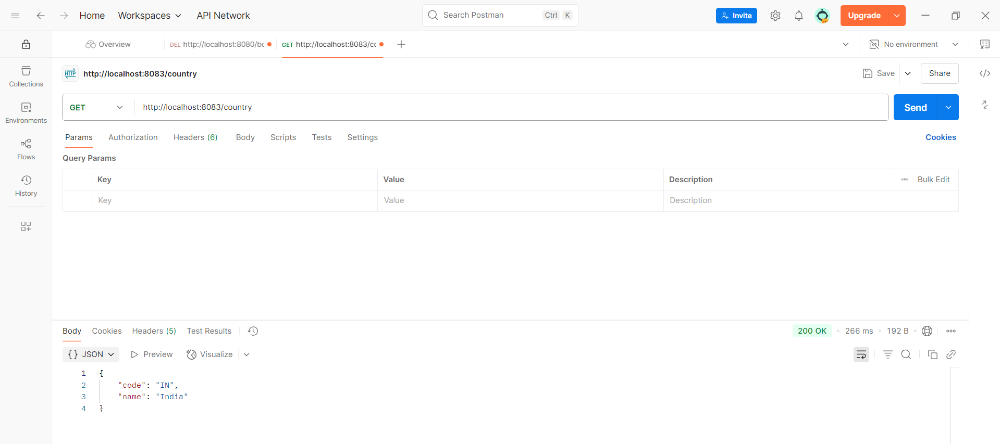 Home Workspaces API Network Search Postman Ctrl K Invite Upgrade
Overview DEL http://localhost:8080/bc GET http://localhost:8083/cc No environment
HTTP http://localhost:8083/country Save Share
Collections
GET http://localhost:8083/country Send
Environments
Params Authorization Headers (6) Body Scripts Tests Settings Cookies
Flows
Query Params
Key Value Description Bulk Edit
History
Key Value Description
Body Cookies Headers (5) Test Results 200 OK 266 ms 192 B
{} JSON Preview Visualize
1 {
2 "code": "IN",
3 "name": "India"
4 }